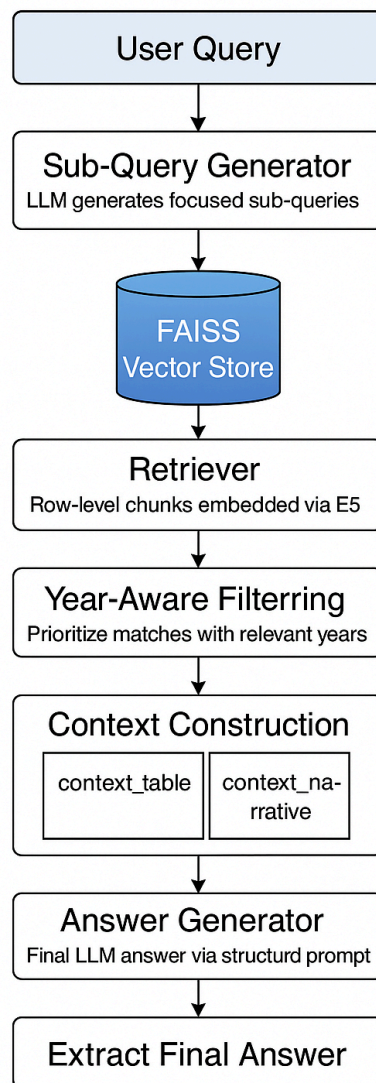 User Query
Sub-Query Generator
LLM generates focused sub-queries
FAISS
Vector Store
Retriever
Row-level chunks embedded via E5
Year-Aware Filterring
Prioritize matches with relevant years
Context Construction
context_table
context_na-
rrative
Answer Generator
Final LLM answer via structurd prompt
Extract Final Answer